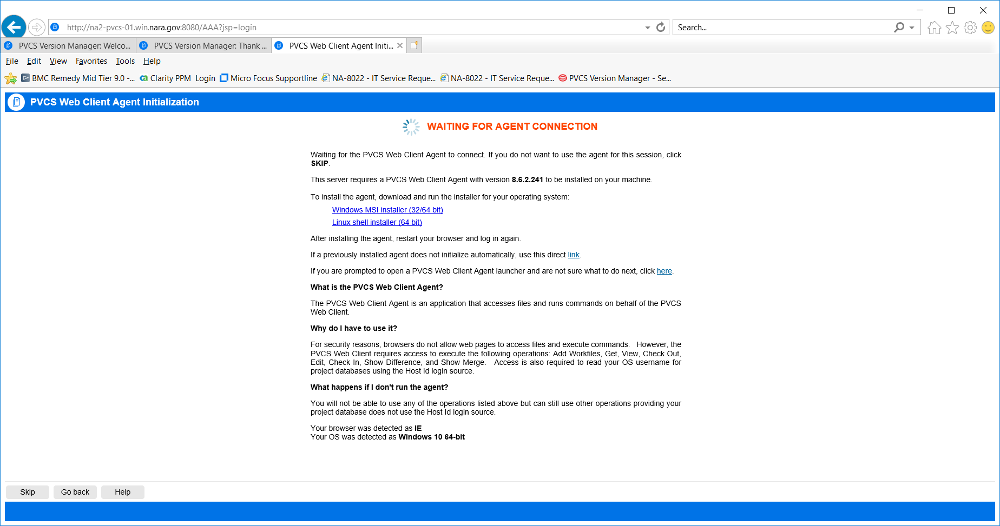 http://na2-pvcs-01.win.nara.gov:8080/AAA?jsp=login
Search...
PVCS Version Manager: Welco...
PVCS Version Manager: Thank ...
PVCS Web Client Agent Initi...
File Edit View Favorites Tools Help
BMC Remedy Mid Tier 9.0 -...
Clarity PPM Login
Micro Focus Supportline
NA-8022 - IT Service Reque...
NA-8022 - IT Service Reque...
PVCS Version Manager - Se...
PVCS Web Client Agent Initialization
WAITING FOR AGENT CONNECTION
Waiting for the PVCS Web Client Agent to connect. If you do not want to use the agent for this session, click
SKIP.
This server requires a PVCS Web Client Agent with version 8.6.2.241 to be installed on your machine.
To install the agent, download and run the installer for your operating system:
Windows MSI installer (32/64 bit)
Linux shell installer (64 bit)
After installing the agent, restart your browser and log in again.
If a previously installed agent does not initialize automatically, use this direct link.
If you are prompted to open a PVCS Web Client Agent launcher and are not sure what to do next, click here.
What is the PVCS Web Client Agent?
The PVCS Web Client Agent is an application that accesses files and runs commands on behalf of the PVCS
Web Client.
Why do I have to use it?
For security reasons, browsers do not allow web pages to access files and execute commands. However, the
PVCS Web Client requires access to execute the following operations: Add Workfiles, Get, View, Check Out,
Edit, Check In, Show Difference, and Show Merge. Access is also required to read your OS username for
project databases using the Host Id login source.
What happens if I don't run the agent?
You will not be able to use any of the operations listed above but can still use other operations providing your
project database does not use the Host Id login source.
Your browser was detected as IE
Your OS was detected as Windows 10 64-bit
Skip
Go back
Help